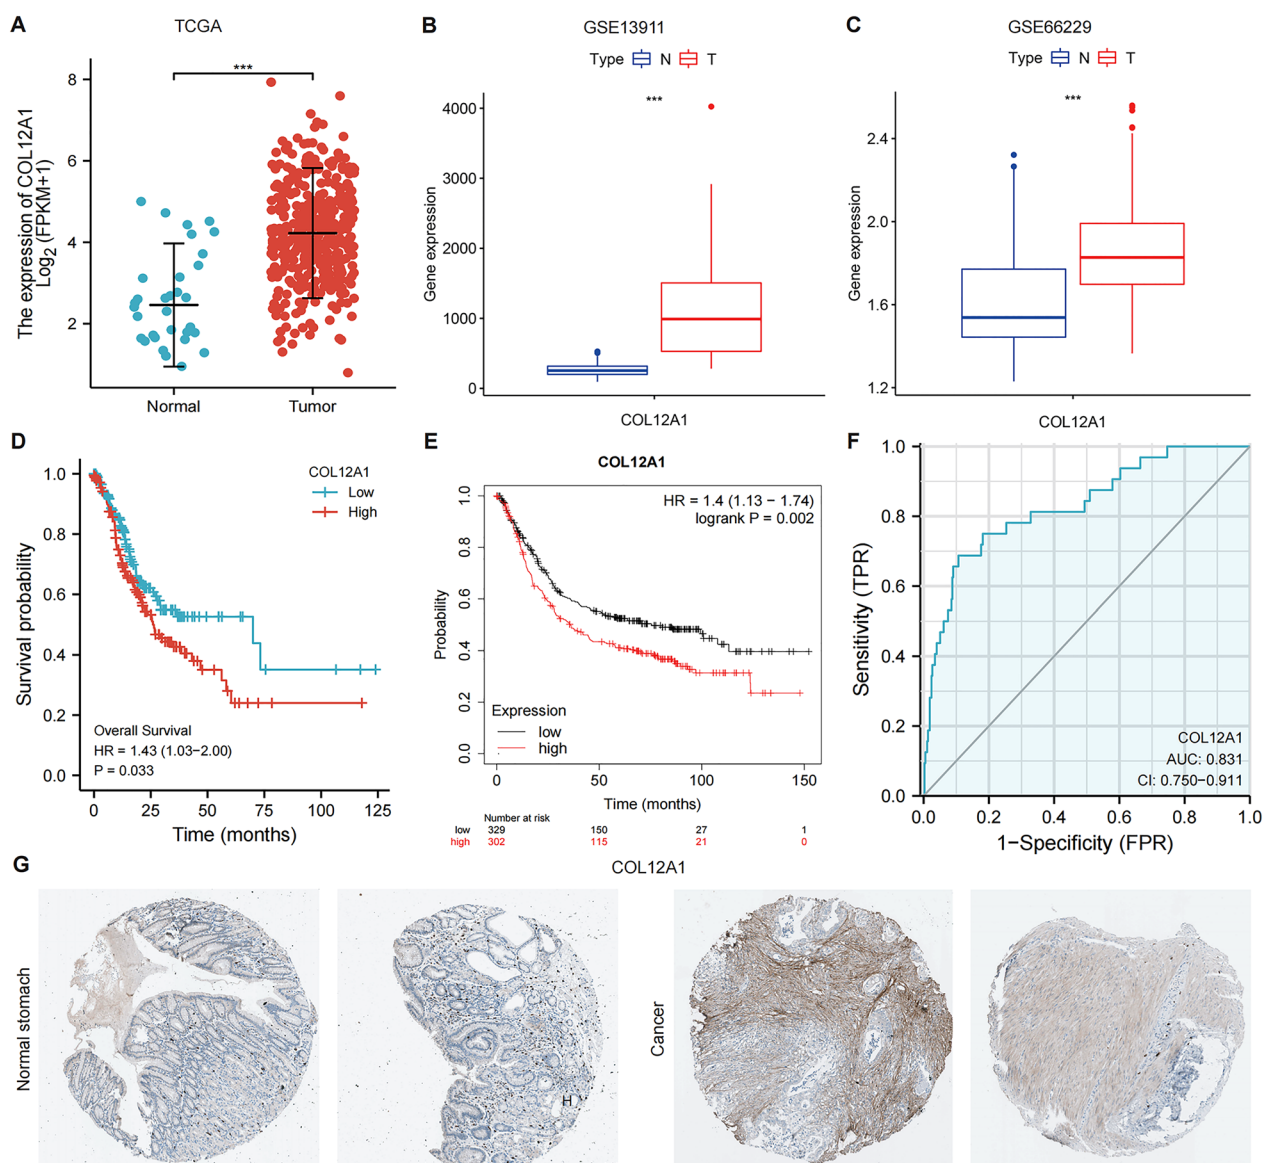 A
TCGA
***
The expression of COL12A1
Log2 (FPKM+1)
8
6
4
2
Normal
Tumor
B
GSE13911
Type N T
***
Gene expression
4000
3000
2000
1000
0
COL12A1
C
GSE66229
Type N T
***
Gene expression
2.4
2.0
1.6
1.2
COL12A1
D
Survival probability
1.0
0.8
0.6
0.4
0.2
0.0
COL12A1
Low
High
Overall Survival
HR = 1.43 (1.03−2.00)
P = 0.033
0 25 50 75 100 125
Time (months)
E
COL12A1
HR = 1.4 (1.13 − 1.74)
logrank P = 0.002
Probability
1.0
0.8
0.6
0.4
0.2
0.0
Expression
low
high
0 50 100 150
Time (months)
Number at risk
low 329 150 27 1
high 302 115 21 0
F
Sensitivity (TPR)
1.0
0.8
0.6
0.4
0.2
0.0
COL12A1
AUC: 0.831
CI: 0.750−0.911
0.0 0.2 0.4 0.6 0.8 1.0
1−Specificity (FPR)
G
COL12A1
Normal stomach
H
Cancer